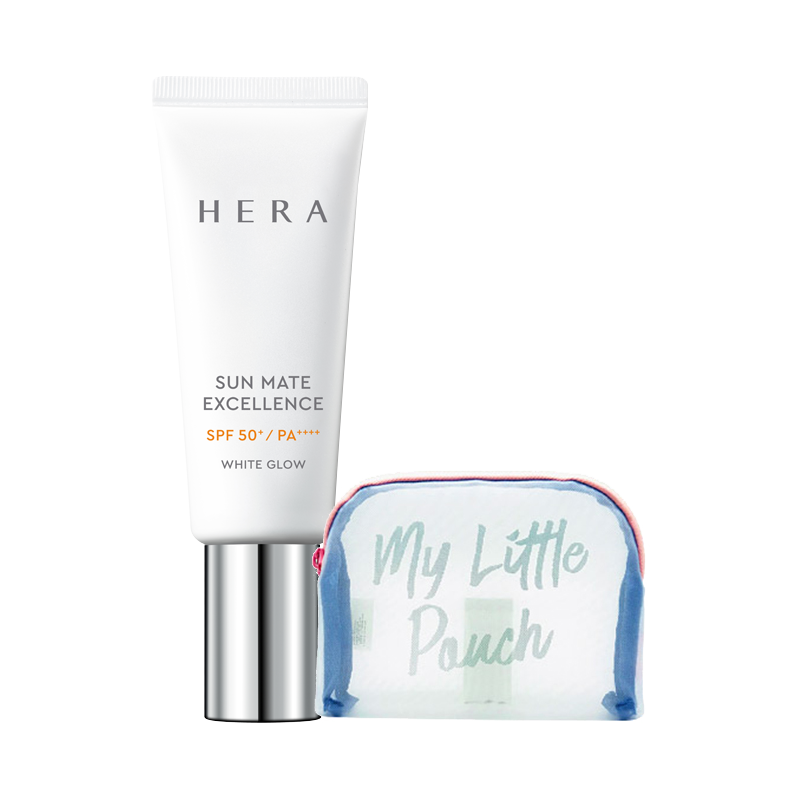 HERA
SUN MATE
EXCELLENCE
SPF 50+ / PA++++
WHITE GLOW
My Little
Pouch